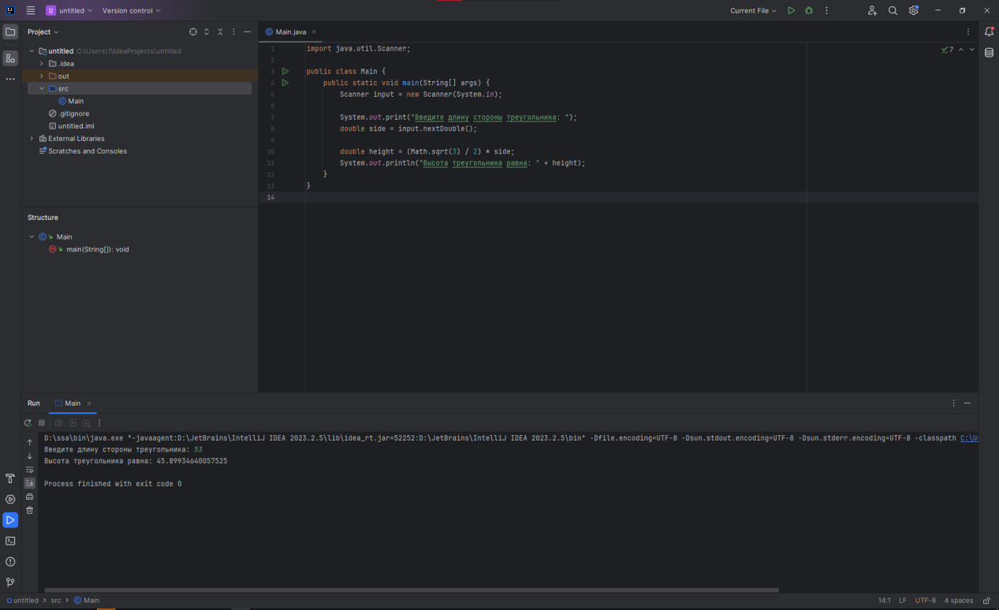 untitled
Version control
Current File
Project
Main.java
untitled C:\Users\1\IdeaProjects\untitled
.idea
out
src
Main
.gitignore
untitled.iml
External Libraries
Scratches and Consoles
7
1 import java.util.Scanner;
2
3 public class Main {
4 public static void main(String[] args) {
5 Scanner input = new Scanner(System.in);
6
7 System.out.print("Введите длину стороны треугольника: ");
8 double side = input.nextDouble();
9
10 double height = (Math.sqrt(3) / 2) * side;
11 System.out.println("Высота треугольника равна: " + height);
12 }
13 }
14
Structure
Main
main(String[]): void
Run
Main
D:\ssa\bin\java.exe "-javaagent:D:\JetBrains\IntelliJ IDEA 2023.2.5\lib\idea_rt.jar=52252:D:\JetBrains\IntelliJ IDEA 2023.2.5\bin" -Dfile.encoding=UTF-8 -Dsun.stdout.encoding=UTF-8 -Dsun.stderr.encoding=UTF-8 -classpath
Введите длину стороны треугольника: 53
Высота треугольника равна: 45.89934640057525
Process finished with exit code 0
untitled > src > Main
14:1 LF UTF-8 4 spaces